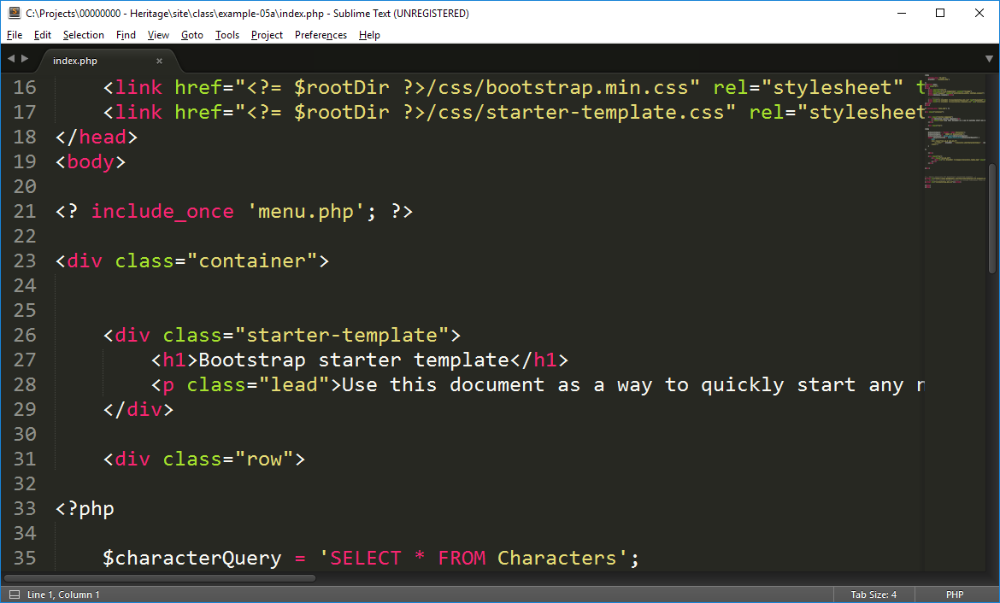 C:\Projects\00000000 - Heritage\site\class\example-05a\index.php - Sublime Text (UNREGISTERED)
File Edit Selection Find View Goto Tools Project Preferences Help
index.php
16 <link href="<?= $rootDir ?>/css/bootstrap.min.css" rel="stylesheet" t
17 <link href="<?= $rootDir ?>/css/starter-template.css" rel="stylesheet
18 </head>
19 <body>
20
21 <? include_once 'menu.php'; ?>
22
23 <div class="container">
24
25
26 <div class="starter-template">
27 <h1>Bootstrap starter template</h1>
28 <p class="lead">Use this document as a way to quickly start any n
29 </div>
30
31 <div class="row">
32
33 <?php
34
35 $characterQuery = 'SELECT * FROM Characters';
Line 1, Column 1 Tab Size: 4 PHP